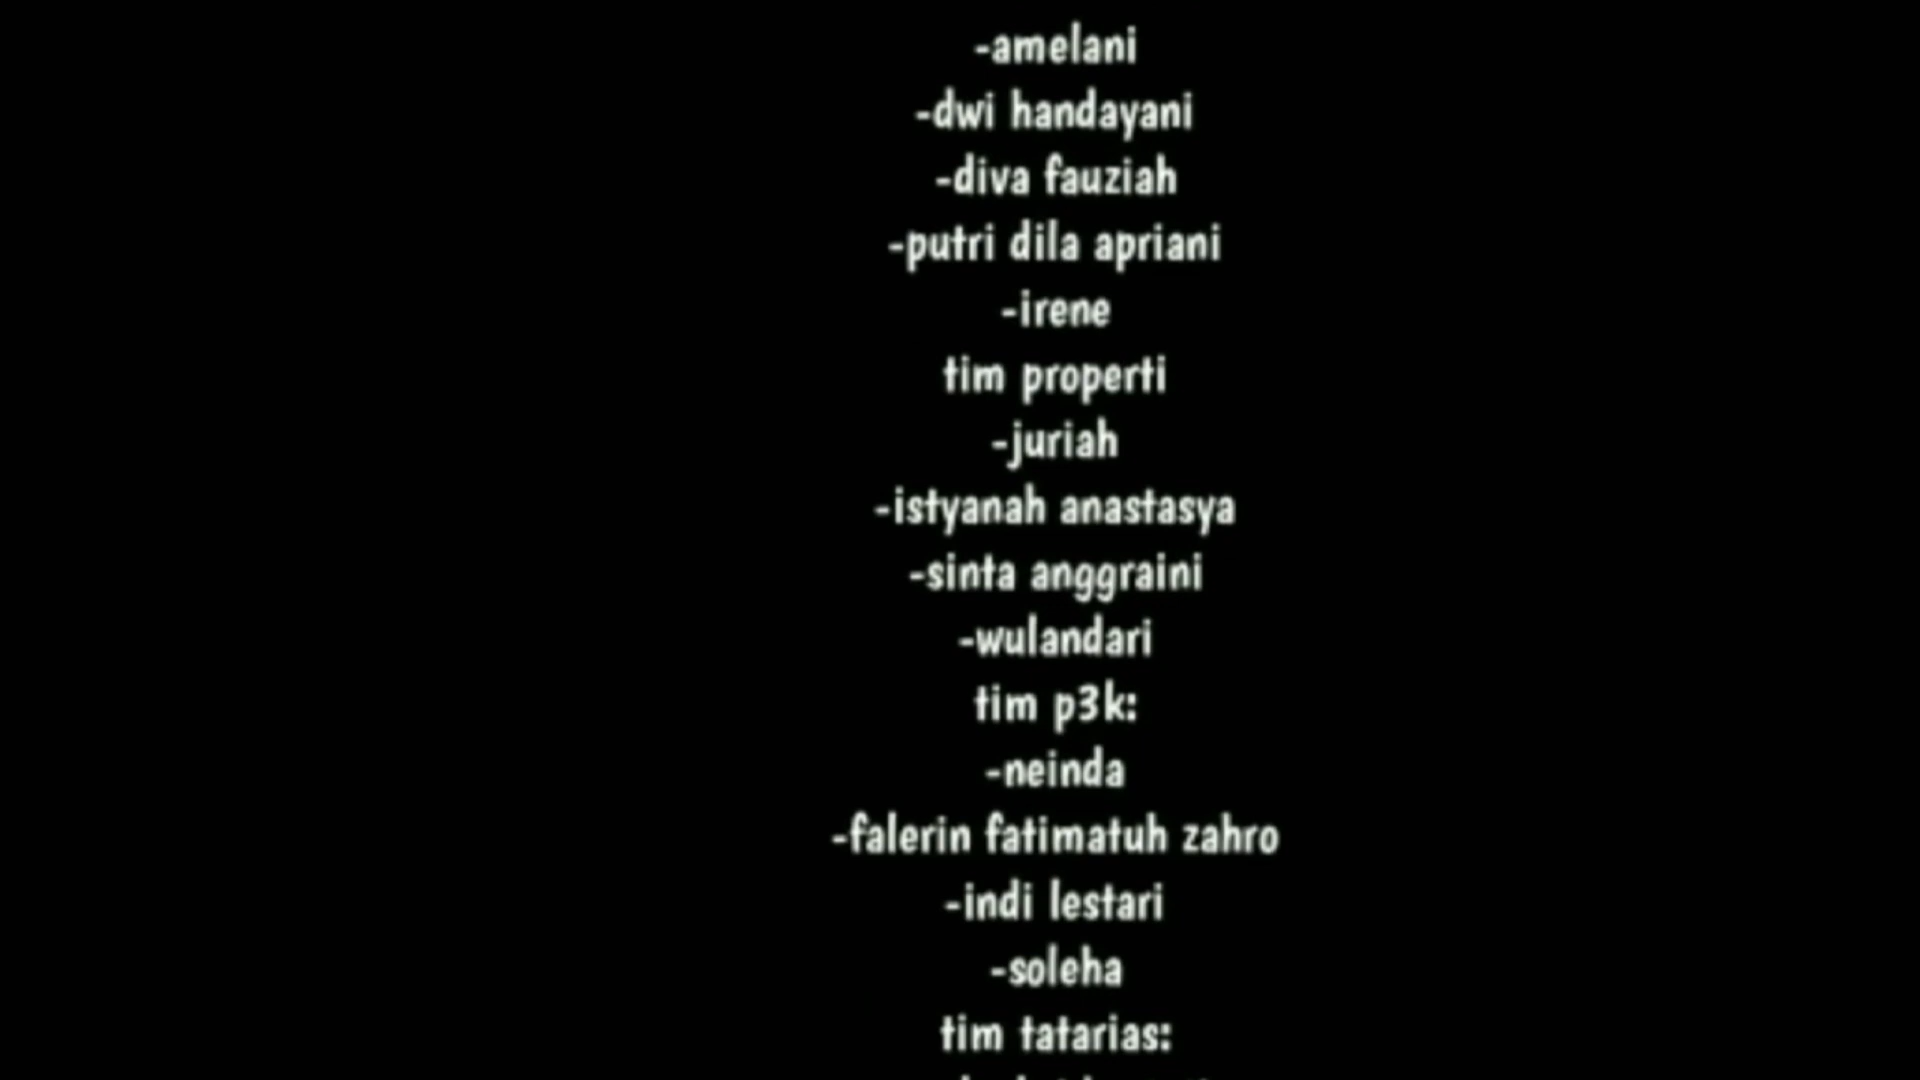 -amelani
-dwi handayani
-diva fauziah
-putri dila apriani
-irene
tim properti
-juriah
-istyanah anastasya
-sinta anggraini
-wulandari
tim p3k:
-neinda
-falerin fatimatuh zahro
-indi lestari
-soleha
tim tatarias: